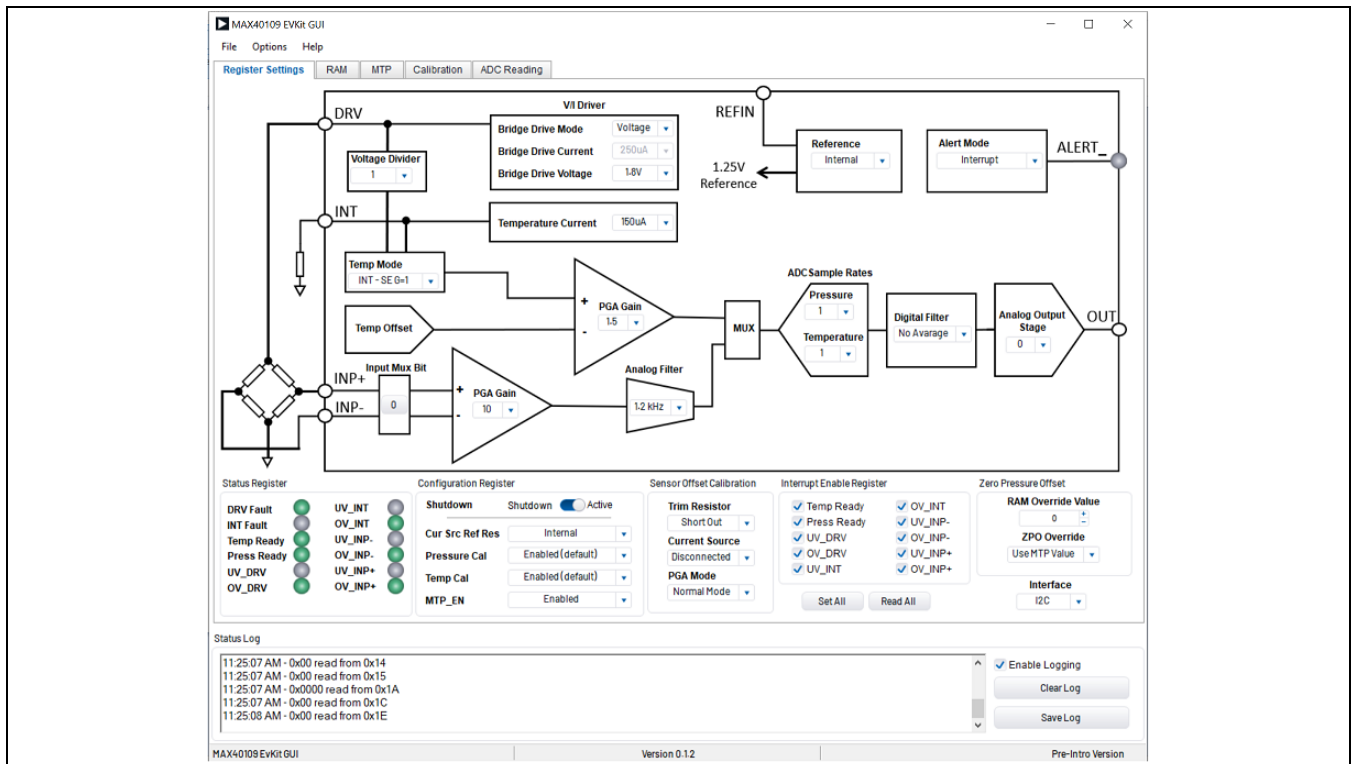 MAX40109 EVKit GUI
File Options Help
Register Settings RAM MTP Calibration ADC Reading
DRV
V/I Driver
Bridge Drive Mode Voltage
Bridge Drive Current 250uA
Bridge Drive Voltage 1.8V
REFIN
Reference
Internal
1.25V
Reference
Alert Mode
Interrupt
ALERT_
Voltage Divider
1
INT
Temperature Current 150uA
Temp Mode
INT - SE G=1
Temp Offset
+
-
PGA Gain
1.5
MUX
ADC Sample Rates
Pressure
1
Temperature
1
Digital Filter
No Avarage
Analog Output
Stage
0
OUT
INP+
INP-
Input Mux Bit
0
+
-
PGA Gain
10
Analog Filter
1.2 kHz
Status Register
DRV Fault UV_INT
INT Fault OV_INT
Temp Ready UV_INP-
Press Ready OV_INP-
UV_DRV UV_INP+
OV_DRV OV_INP+
Configuration Register
Shutdown Shutdown Active
Cur Src Ref Res Internal
Pressure Cal Enabled (default)
Temp Cal Enabled (default)
MTP_EN Enabled
Sensor Offset Calibration
Trim Resistor
Short Out
Current Source
Disconnected
PGA Mode
Normal Mode
Interrupt Enable Register
Temp Ready OV_INT
Press Ready UV_INP-
UV_DRV OV_INP-
OV_DRV UV_INP+
UV_INT OV_INP+
Set All Read All
Zero Pressure Offset
RAM Override Value
0
ZPO Override
Use MTP Value
Interface
I2C
Status Log
11:25:07 AM - 0x00 read from 0x14
11:25:07 AM - 0x00 read from 0x15
11:25:07 AM - 0x0000 read from 0x1A
11:25:07 AM - 0x00 read from 0x1C
11:25:08 AM - 0x00 read from 0x1E
Enable Logging
Clear Log
Save Log
MAX40109 EvKit GUI Version 0.1.2 Pre-Intro Version